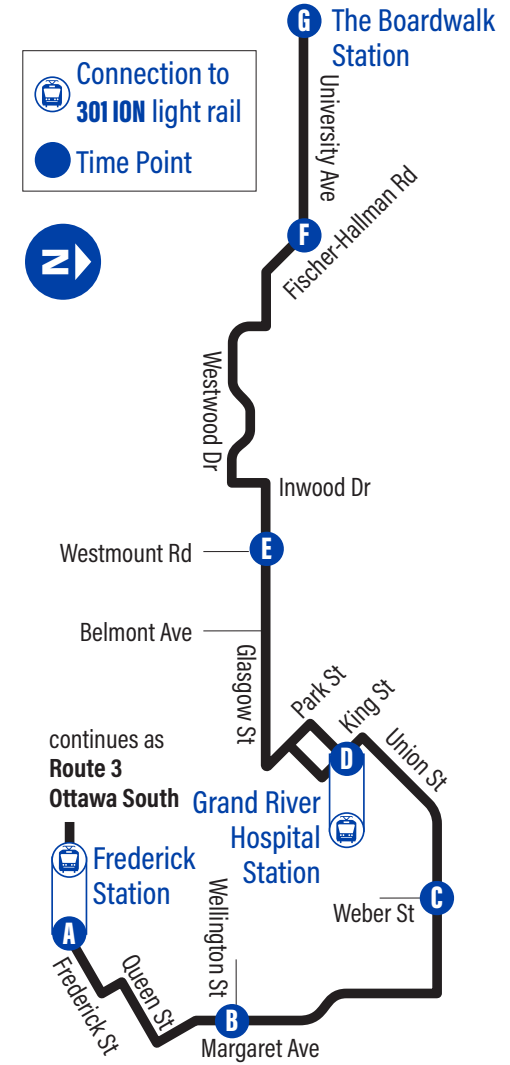 G The Boardwalk
Station
Connection to
301 ION light rail
Time Point
University Ave
F
Fischer-Hallman Rd
N
Westwood Dr
Inwood Dr
Westmount Rd
E
Belmont Ave
Glasgow St
Park St
King St
Union St
continues as
Route 3
Ottawa South
D
Grand River
Hospital
Station
Frederick
Station
A
Wellington St
Weber St
C
Frederick St
Queen St
B
Margaret Ave